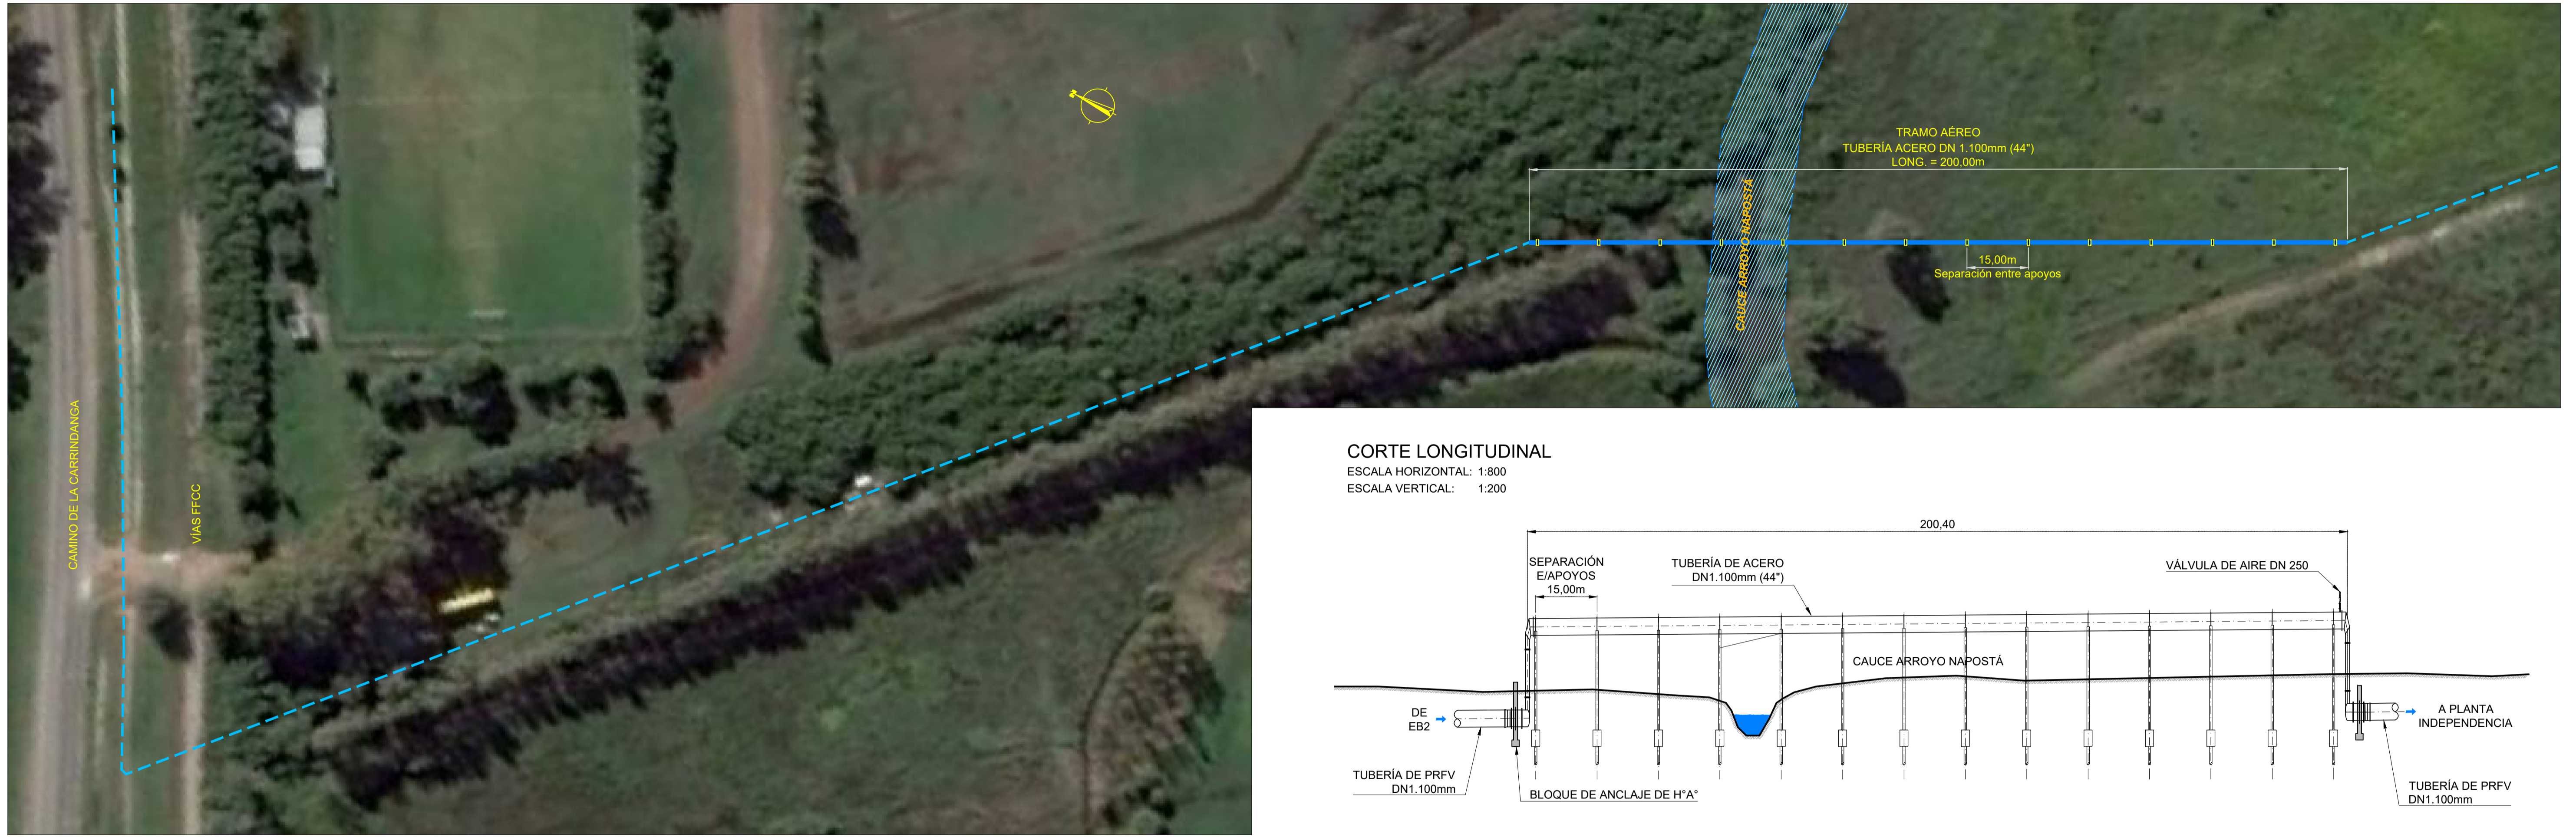 N
TRAMO AÉREO
TUBERÍA ACERO DN 1.100mm (44")
LONG. = 200,00m
CAUCE ARROYO NAPOSTA
15,00m
Separación entre apoyos
CAMINO DE LA CARRINDANGA
VÍAS FFCC
CORTE LONGITUDINAL
ESCALA HORIZONTAL: 1:800
ESCALA VERTICAL: 1:200
200,40
SEPARACIÓN
E/APOYOS
15,00m
TUBERÍA DE ACERO
DN1.100mm (44")
VÁLVULA DE AIRE DN 250
CAUCE ARROYO NAPOSTÁ
DE
EB2
A PLANTA
INDEPENDENCIA
TUBERÍA DE PRFV
DN1.100mm
BLOQUE DE ANCLAJE DE H°A°
TUBERÍA DE PRFV
DN1.100mm